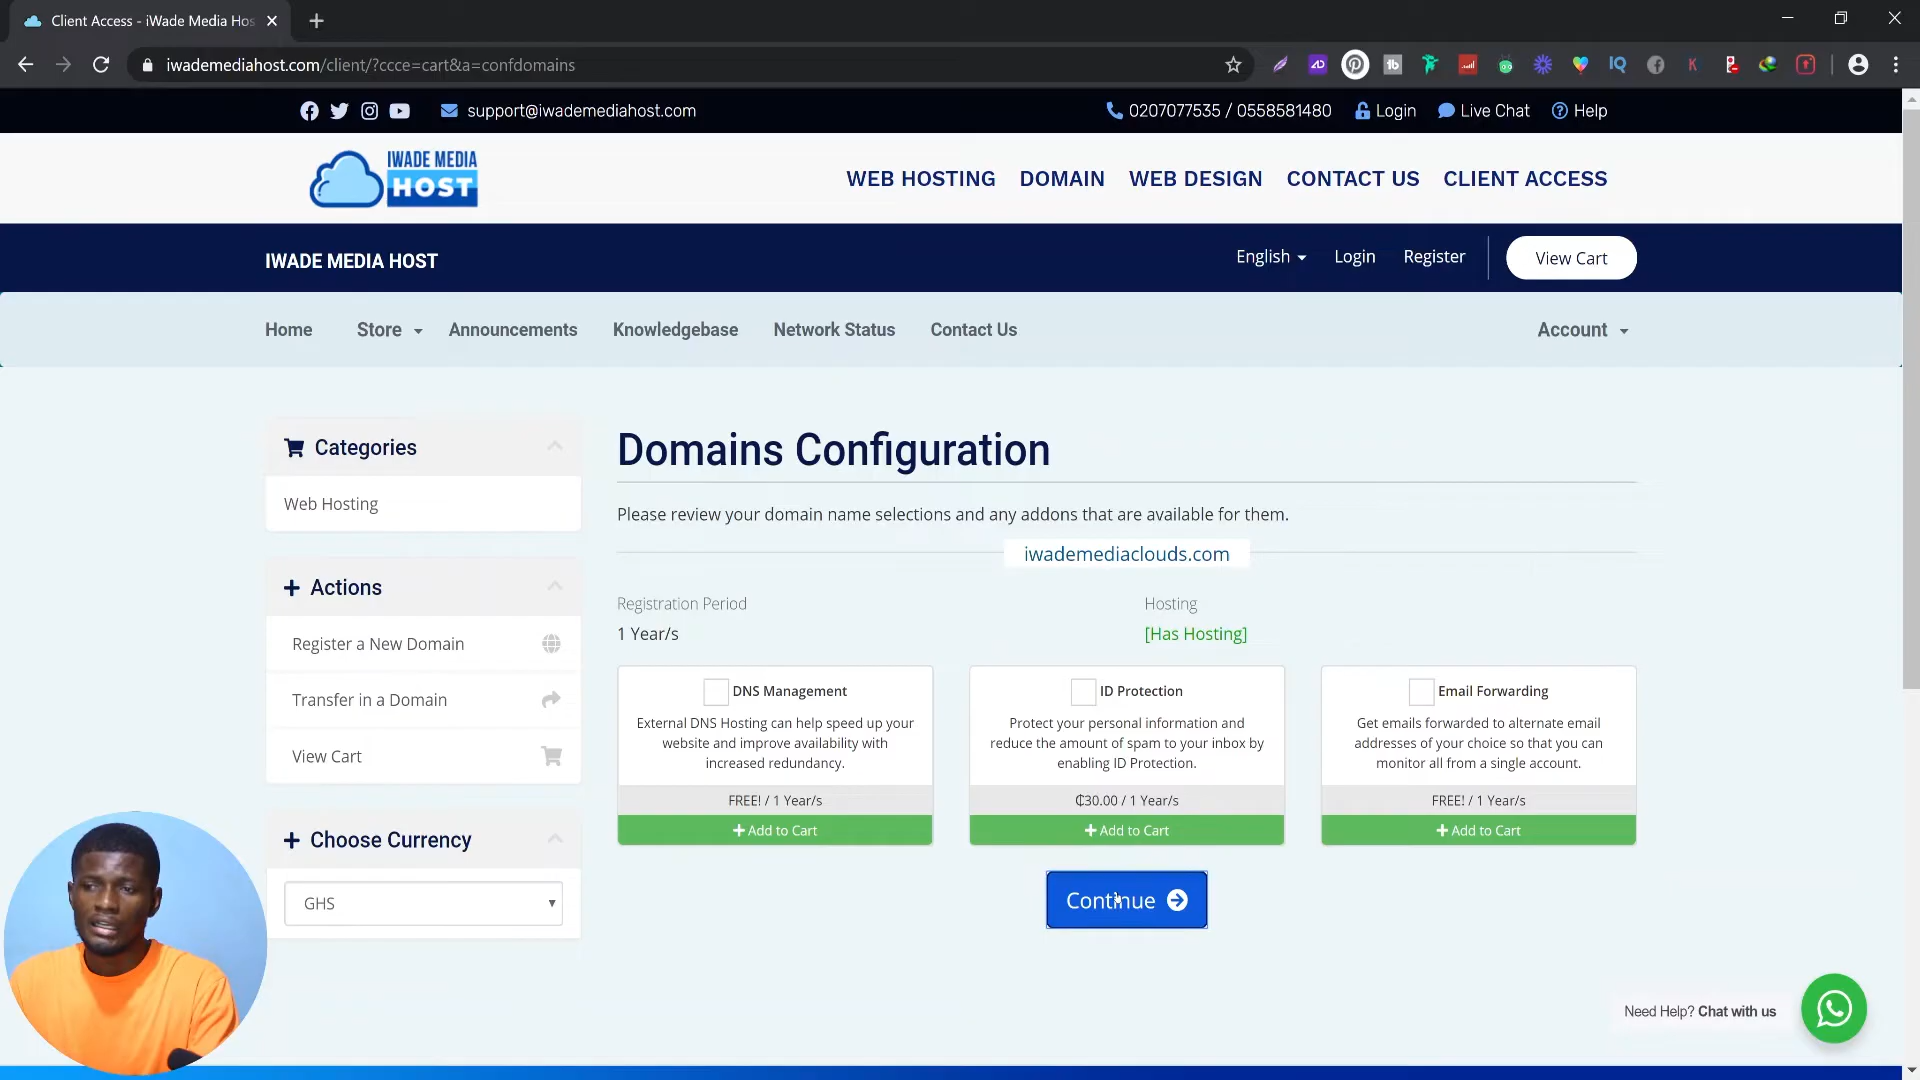 Client Access - iWade Media Hos
iwademediahost.com/client/?ccce=cart&a=confdomains
support@iwademediahost.com
0207077535 / 0558581480
Login
Live Chat
Help
IWADE MEDIA
HOST
WEB HOSTING
DOMAIN
WEB DESIGN
CONTACT US
CLIENT ACCESS
IWADE MEDIA HOST
English
Login
Register
View Cart
Home
Store
Announcements
Knowledgebase
Network Status
Contact Us
Account
Categories
Web Hosting
Actions
Register a New Domain
Transfer in a Domain
View Cart
Choose Currency
GHS
Domains Configuration
Please review your domain name selections and any addons that are available for them.
iwademediaclouds.com
Registration Period
1 Year/s
Hosting
[Has Hosting]
DNS Management
External DNS Hosting can help speed up your
website and improve availability with
increased redundancy.
FREE! / 1 Year/s
+ Add to Cart
ID Protection
Protect your personal information and
reduce the amount of spam to your inbox by
enabling ID Protection.
₵30.00 / 1 Year/s
+ Add to Cart
Email Forwarding
Get emails forwarded to alternate email
addresses of your choice so that you can
monitor all from a single account.
FREE! / 1 Year/s
+ Add to Cart
Continue
Need Help? Chat with us